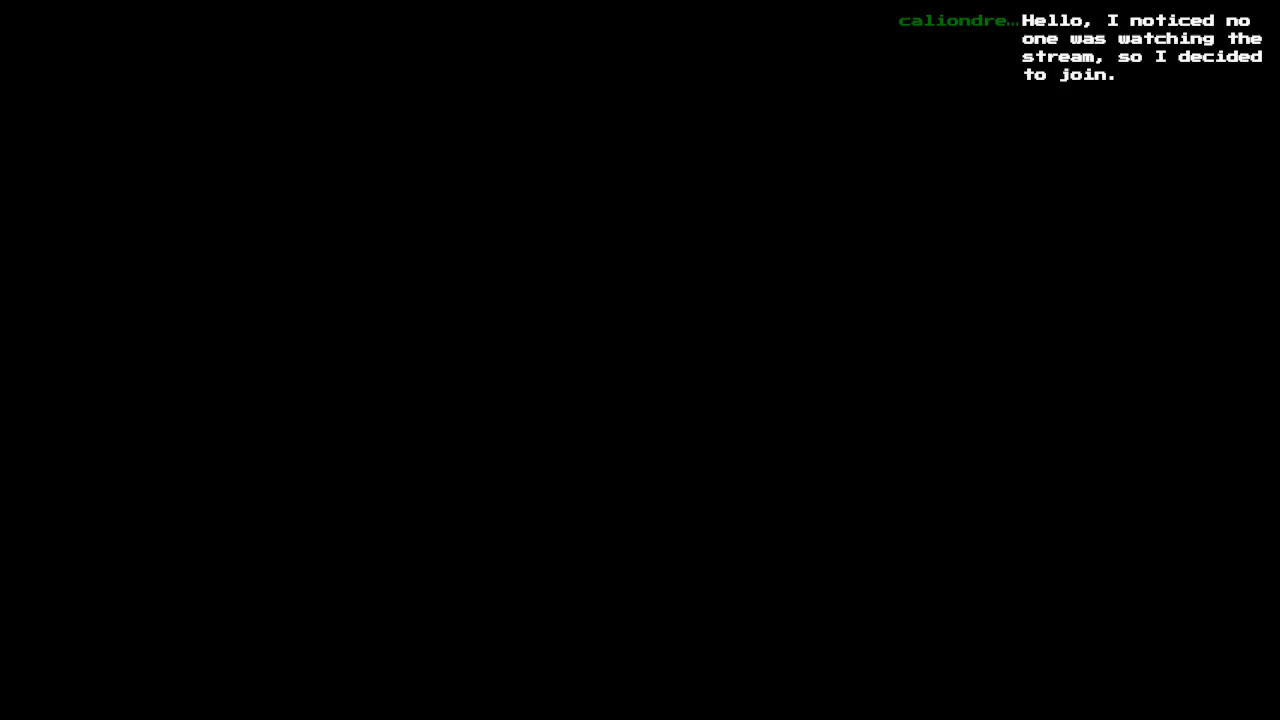 caliondre…Hello, I noticed no
one was watching the
stream, so I decided
to join.